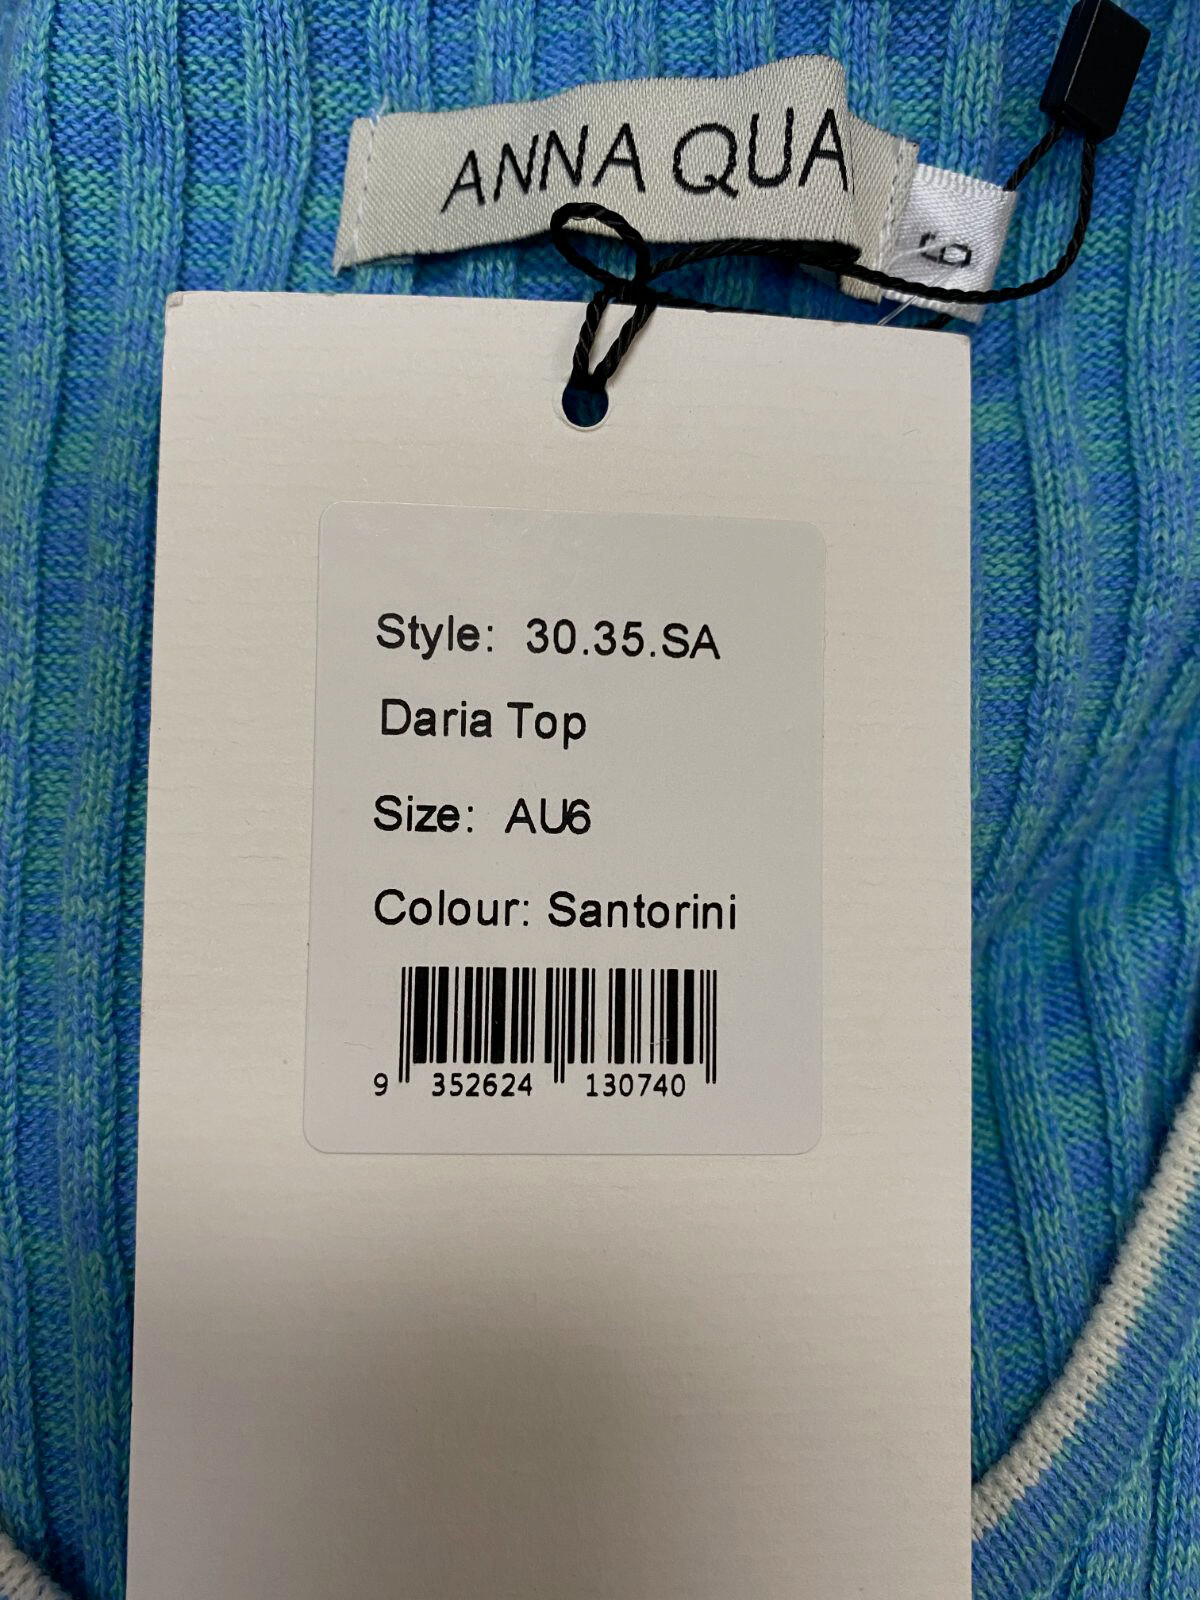 ANNA QUA
6
Style: 30.35.SA
Daria Top
Size: AU6
Colour: Santorini
9 352624 130740